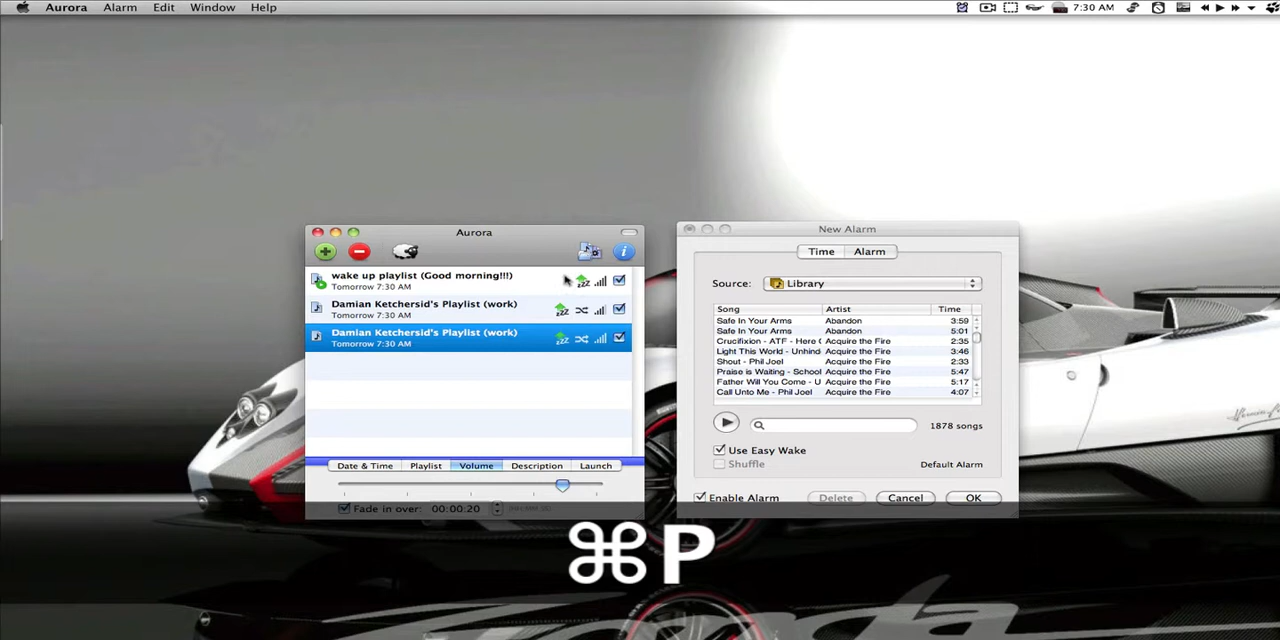 Aurora Alarm Edit Window Help 7:30 AM
Aurora
wake up playlist (Good morning!!!)
Tomorrow 7:30 AM
Damian Ketchersid's Playlist (work)
Tomorrow 7:30 AM
Damian Ketchersid's Playlist (work)
Tomorrow 7:30 AM
Date & Time Playlist Volume Description Launch
Fade in over: 00:00:20
New Alarm
Time Alarm
Source: Library
Song Artist Time
Safe In Your Arms Abandon 3:59
Safe In Your Arms Abandon 5:01
Crucifixion - ATF - Here C Acquire the Fire 2:35
Light This World - Unhind Acquire the Fire 3:46
Shout - Phil Joel Acquire the Fire 2:33
Praise is Waiting - School Acquire the Fire 5:47
Father Will You Come - U Acquire the Fire 5:17
Call Unto Me - Phil Joel Acquire the Fire 4:07
1878 songs
Use Easy Wake
Shuffle Default Alarm
Enable Alarm Delete Cancel OK
⌘P